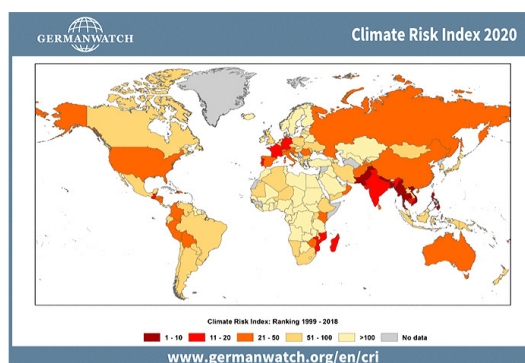 GERMANWATCH
Climate Risk Index 2020
Climate Risk Index: Ranking 1999 - 2018
1 - 10 11 - 20 21 - 50 51 - 100 >100 No data
www.germanwatch.org/en/cri